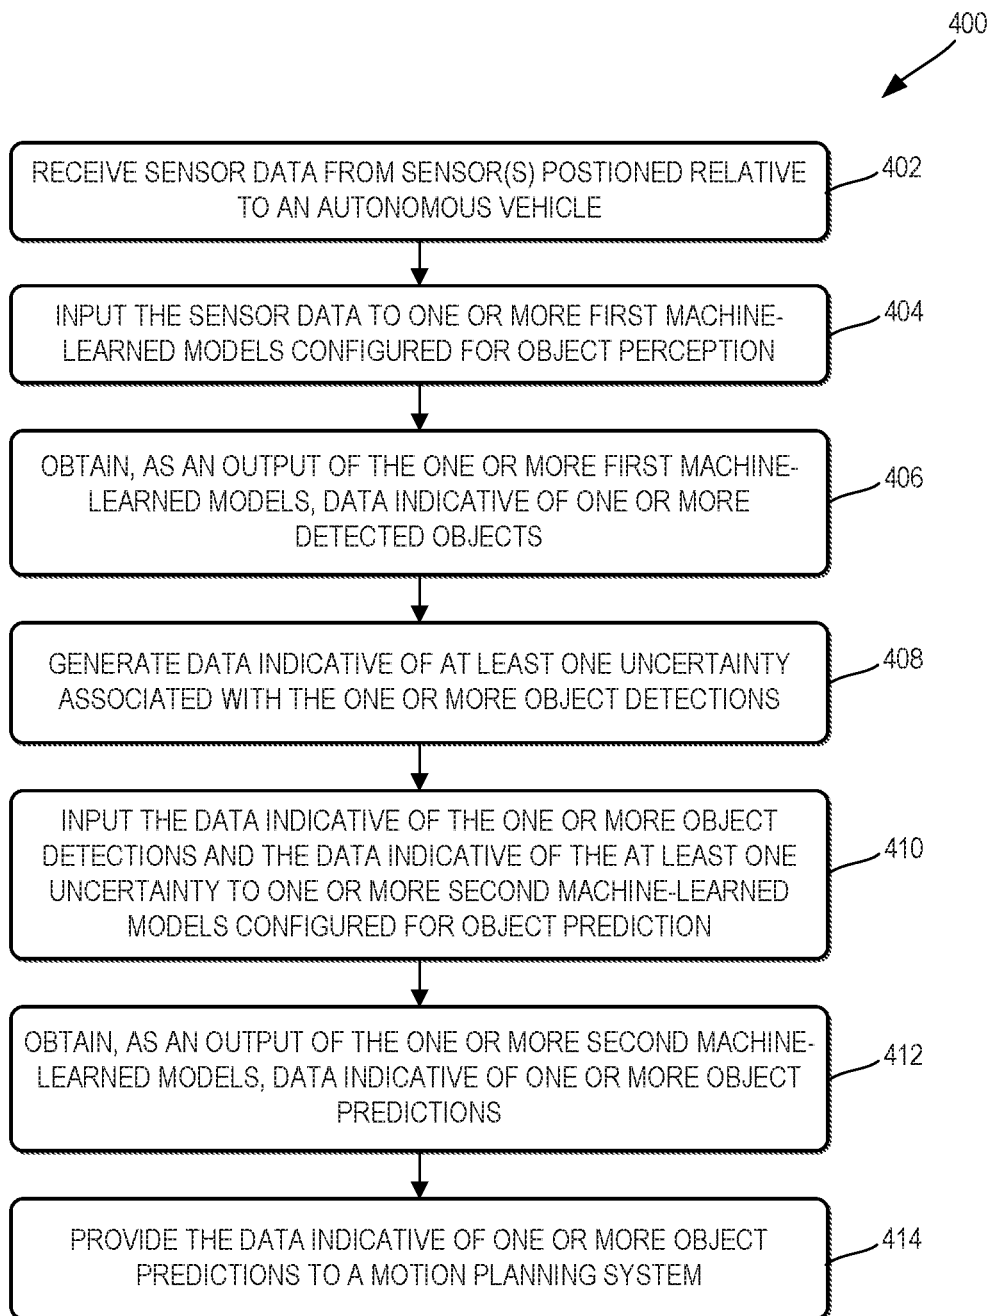 400
RECEIVE SENSOR DATA FROM SENSOR(S) POSTIONED RELATIVE
TO AN AUTONOMOUS VEHICLE
402
INPUT THE SENSOR DATA TO ONE OR MORE FIRST MACHINE-
LEARNED MODELS CONFIGURED FOR OBJECT PERCEPTION
404
OBTAIN, AS AN OUTPUT OF THE ONE OR MORE FIRST MACHINE-
LEARNED MODELS, DATA INDICATIVE OF ONE OR MORE
DETECTED OBJECTS
406
GENERATE DATA INDICATIVE OF AT LEAST ONE UNCERTAINTY
ASSOCIATED WITH THE ONE OR MORE OBJECT DETECTIONS
408
INPUT THE DATA INDICATIVE OF THE ONE OR MORE OBJECT
DETECTIONS AND THE DATA INDICATIVE OF THE AT LEAST ONE
UNCERTAINTY TO ONE OR MORE SECOND MACHINE-LEARNED
MODELS CONFIGURED FOR OBJECT PREDICTION
410
OBTAIN, AS AN OUTPUT OF THE ONE OR MORE SECOND MACHINE-
LEARNED MODELS, DATA INDICATIVE OF ONE OR MORE OBJECT
PREDICTIONS
412
PROVIDE THE DATA INDICATIVE OF ONE OR MORE OBJECT
PREDICTIONS TO A MOTION PLANNING SYSTEM
414